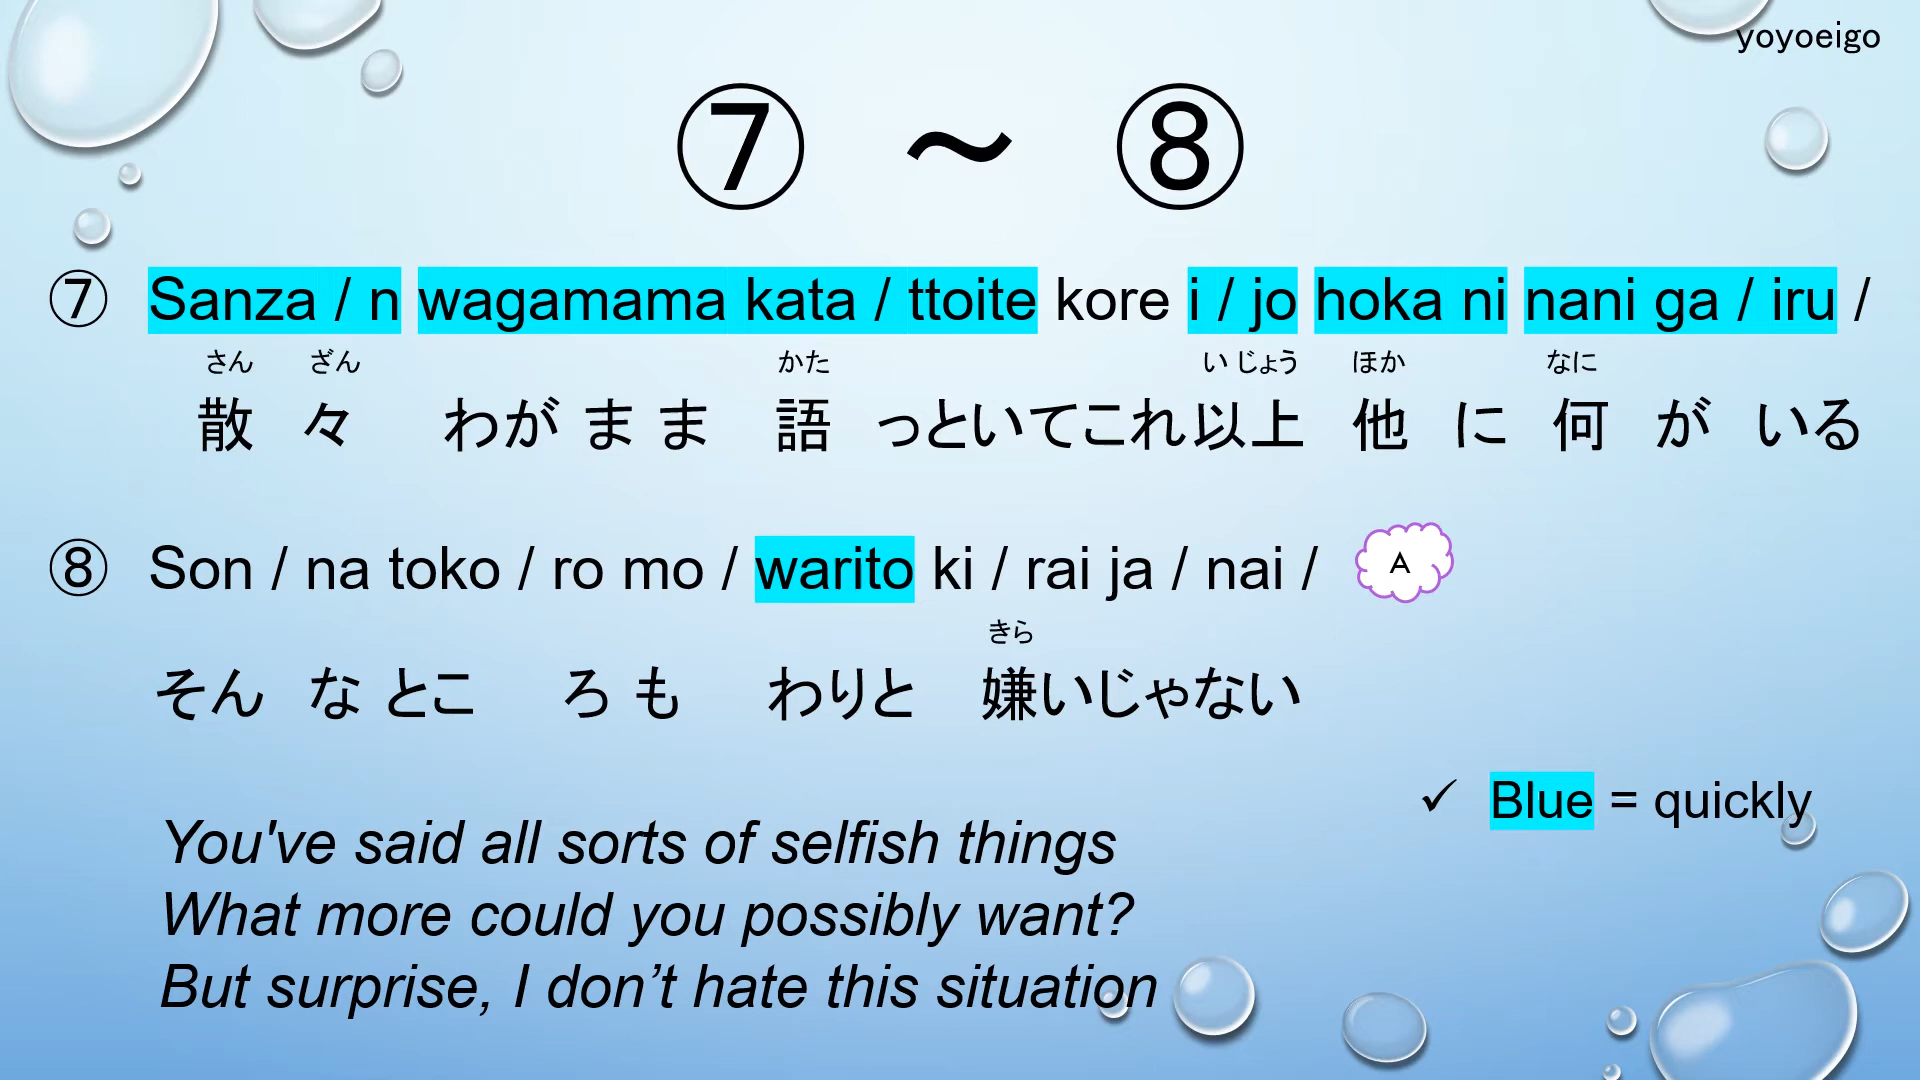 yoyoeigo
⑦ ~ ⑧
⑦ Sanza / n wagamama kata / ttoite kore i / jo hoka ni nani ga / iru /
さん ざん かた い じょう ほか なに
散々 わがまま 語っといてこれ以上 他に何がいる
⑧ Son / na toko / ro mo / warito ki / rai ja / nai / A
きら
そんなところも わりと 嫌いじゃない
✓ Blue = quickly
You've said all sorts of selfish things
What more could you possibly want?
But surprise, I don’t hate this situation